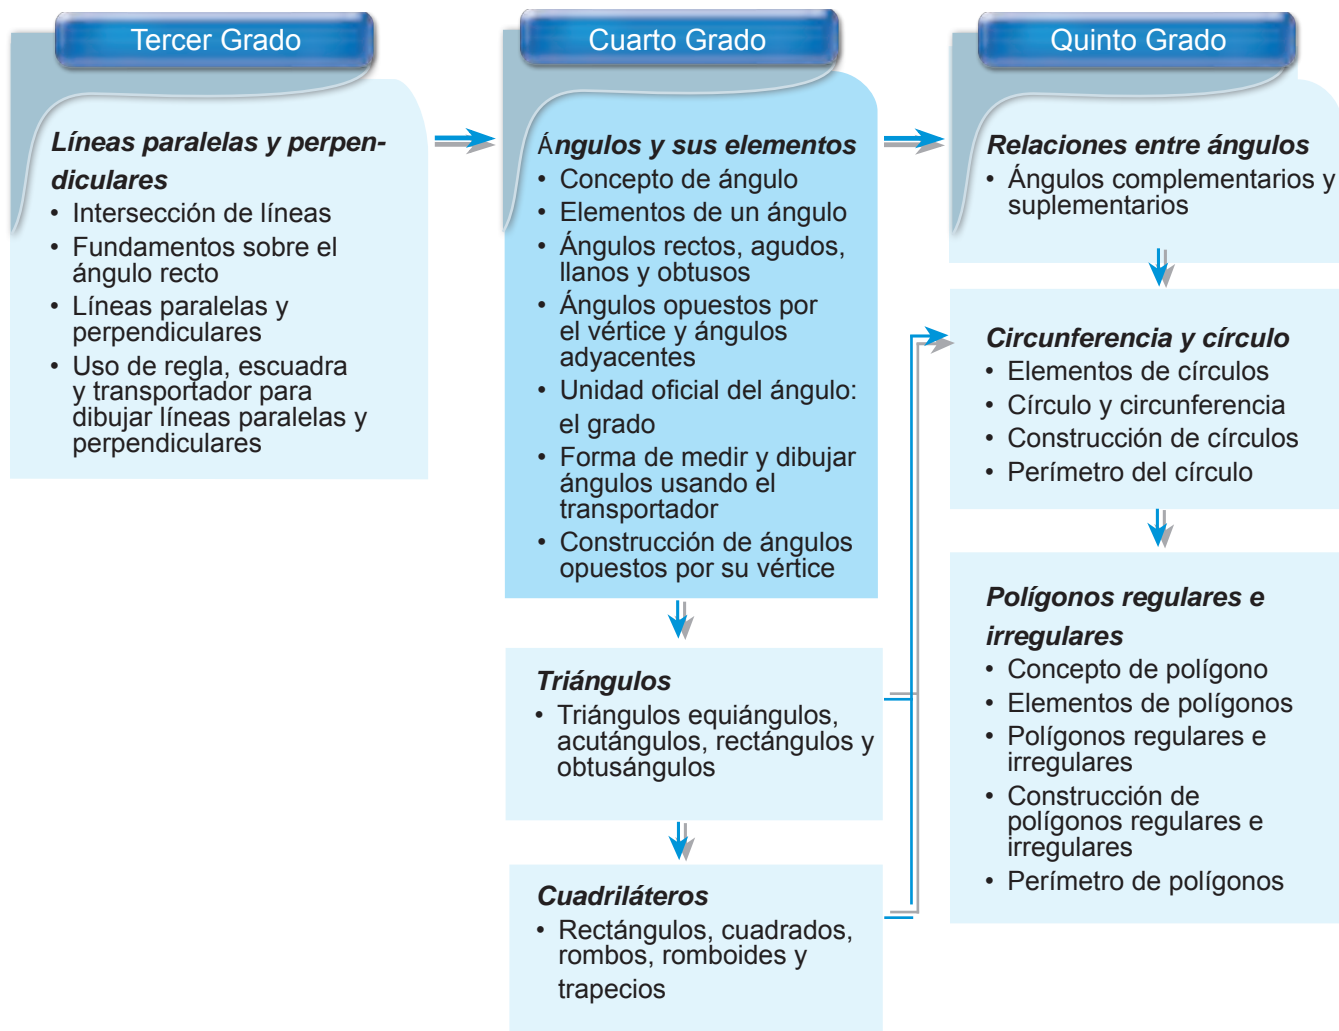 Tercer Grado
Líneas paralelas y perpen-
diculares
• Intersección de líneas
• Fundamentos sobre el
ángulo recto
• Líneas paralelas y
perpendiculares
• Uso de regla, escuadra
y transportador para
dibujar líneas paralelas y
perpendiculares
Cuarto Grado
Ángulos y sus elementos
• Concepto de ángulo
• Elementos de un ángulo
• Ángulos rectos, agudos,
llanos y obtusos
• Ángulos opuestos por
el vértice y ángulos
adyacentes
• Unidad oficial del ángulo:
el grado
• Forma de medir y dibujar
ángulos usando el
transportador
• Construcción de ángulos
opuestos por su vértice
Triángulos
• Triángulos equiángulos,
acutángulos, rectángulos y
obtusángulos
Cuadriláteros
• Rectángulos, cuadrados,
rombos, romboides y
trapecios
Quinto Grado
Relaciones entre ángulos
• Ángulos complementarios y
suplementarios
Circunferencia y círculo
• Elementos de círculos
• Círculo y circunferencia
• Construcción de círculos
• Perímetro del círculo
Polígonos regulares e
irregulares
• Concepto de polígono
• Elementos de polígonos
• Polígonos regulares e
irregulares
• Construcción de
polígonos regulares e
irregulares
• Perímetro de polígonos